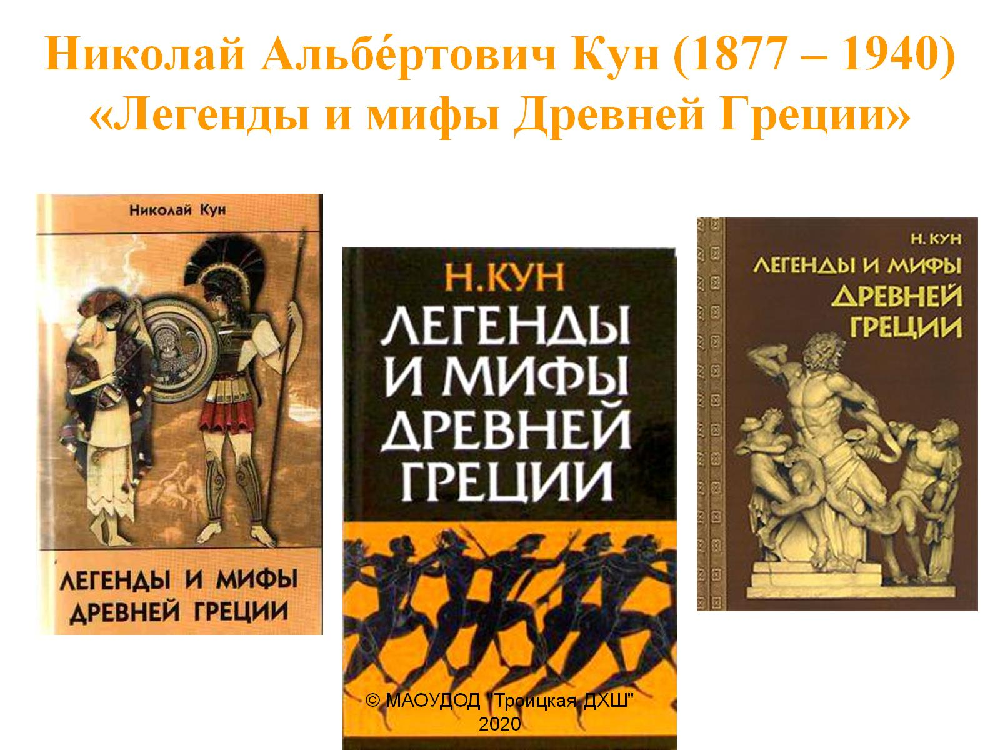 Николай Альбе́ртович Кун (1877 – 1940)
«Легенды и мифы Древней Греции»
Николай Кун
ЛЕГЕНДЫ И МИФЫ
ДРЕВНЕЙ ГРЕЦИИ
Н.КУН
ЛЕГЕНДЫ
И МИФЫ
ДРЕВНЕЙ
ГРЕЦИИ
Н. КУН
ЛЕГЕНДЫ И МИФЫ
ДРЕВНЕЙ
ГРЕЦИИ
© МАОУДОД "Троицкая ДХШ"
2020